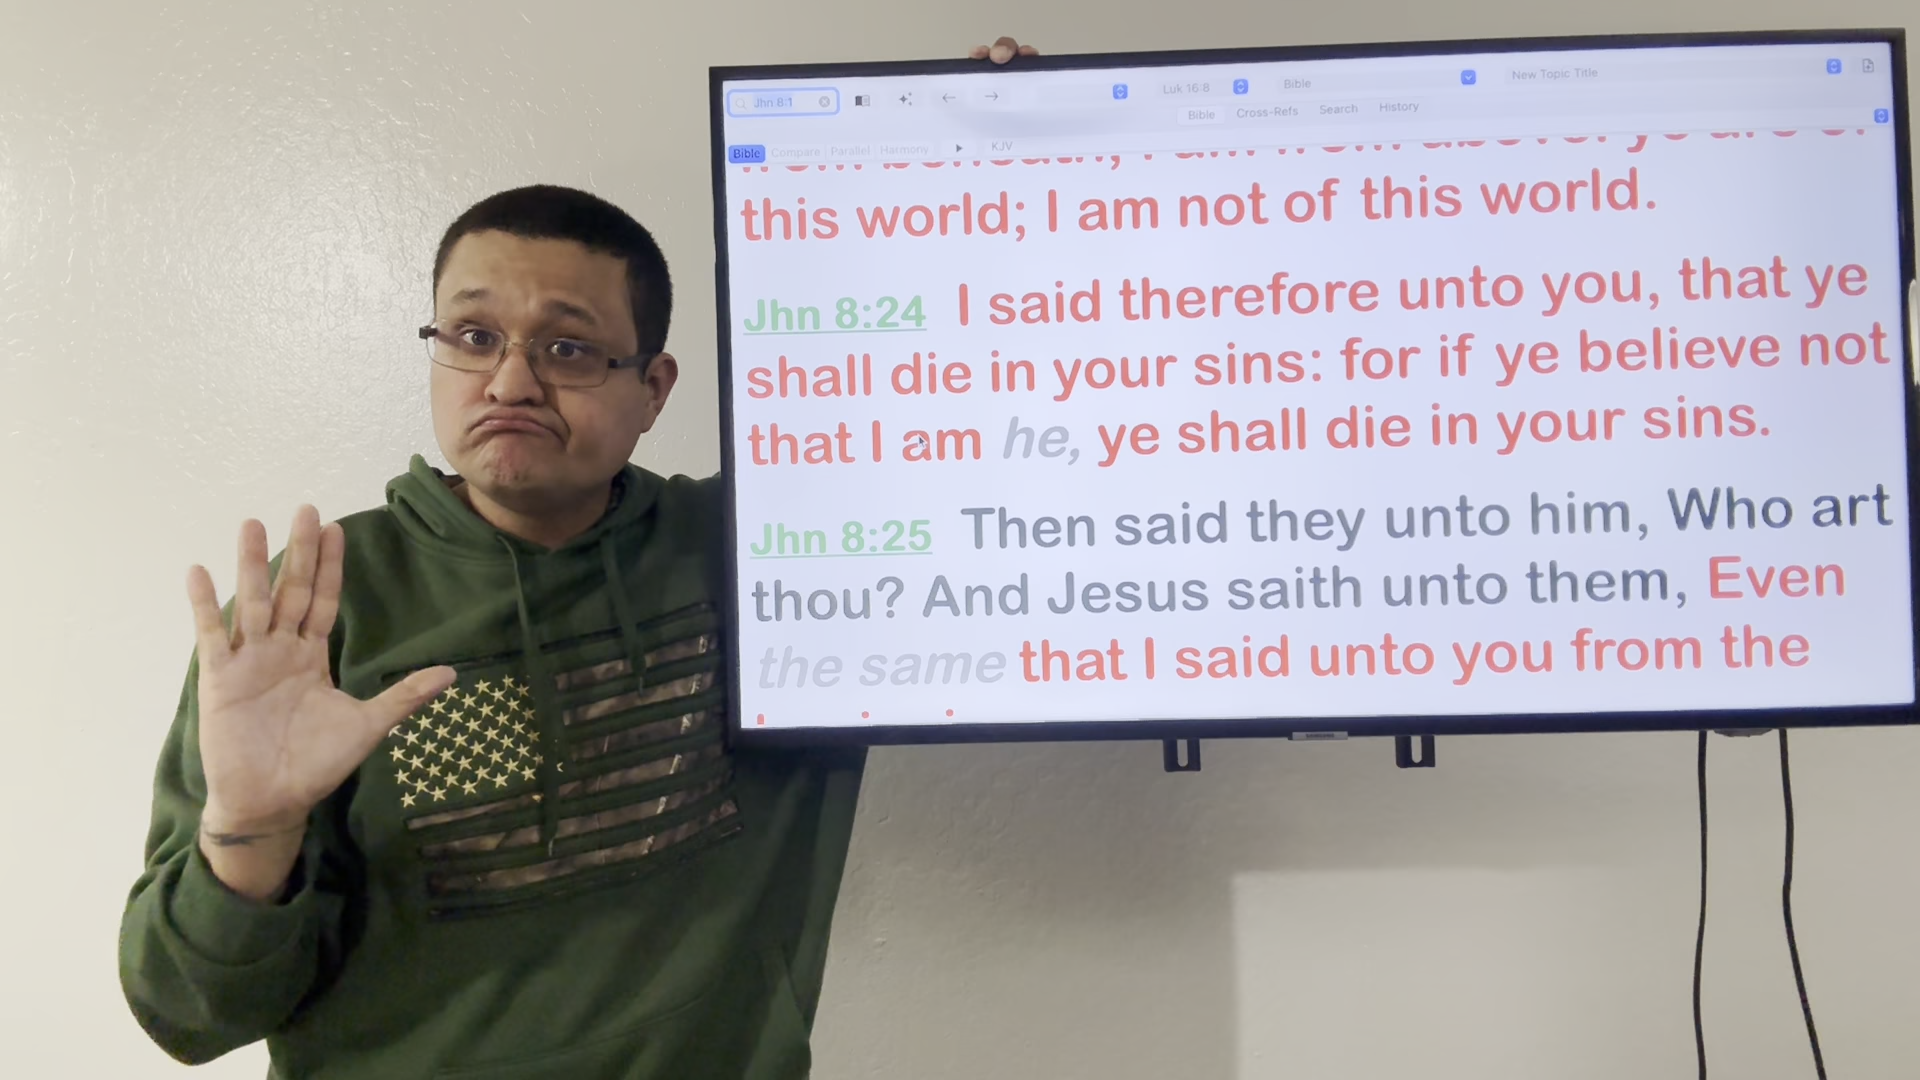 Jhn 8:1
Luk 16:8
Bible
New Topic Title
Bible Cross-Refs Search History
Bible Compare Parallel Harmony KJV
this world; I am not of this world.
Jhn 8:24 I said therefore unto you, that ye
shall die in your sins: for if ye believe not
that I am he, ye shall die in your sins.
Jhn 8:25 Then said they unto him, Who art
thou? And Jesus saith unto them, Even
the same that I said unto you from the
SAMSUNG